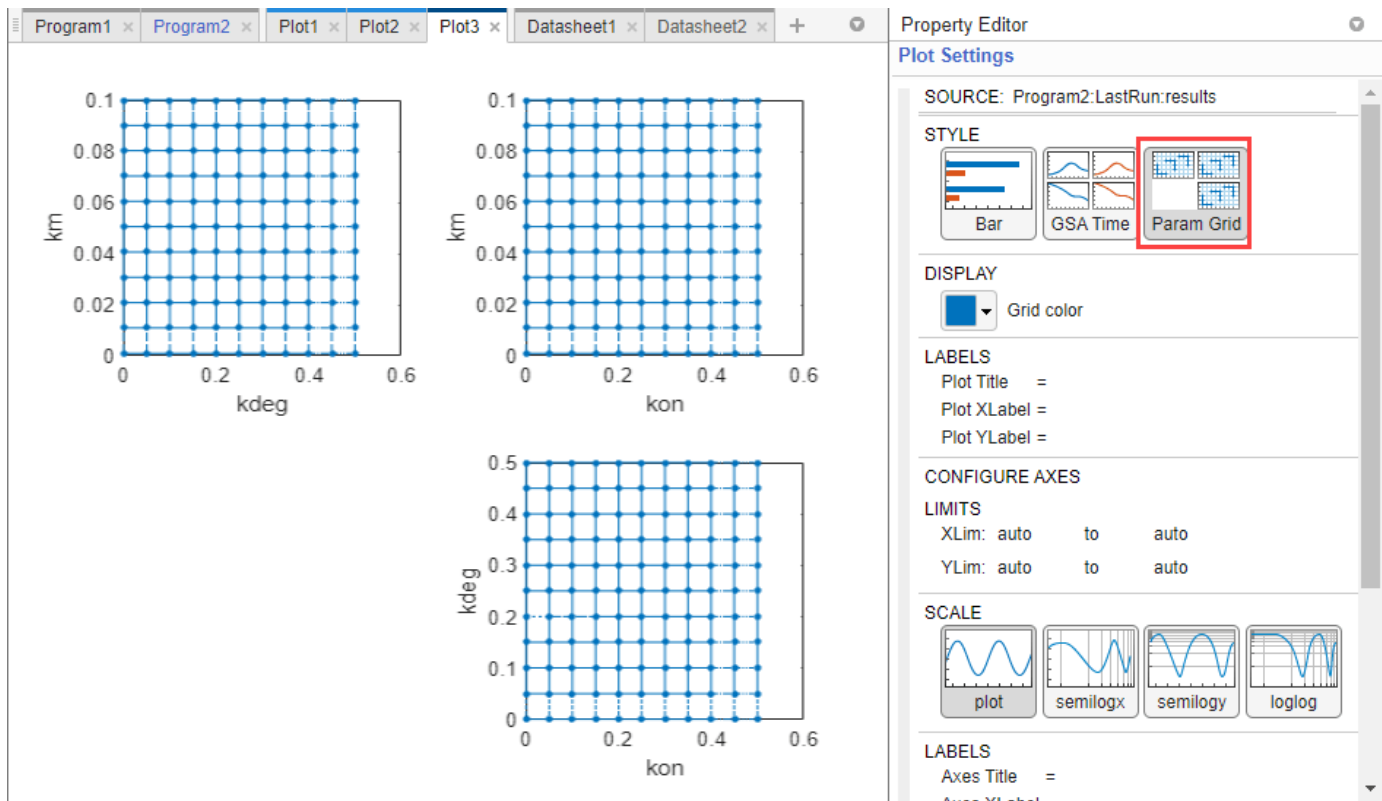 Program1 × Program2 × Plot1 × Plot2 × Plot3 × Datasheet1 × Datasheet2 × +
0.1
0.08
0.06
0.04
0.02
0
km
0 0.2 0.4 0.6
kdeg
0.1
0.08
0.06
0.04
0.02
0
km
0 0.2 0.4 0.6
kon
0.5
0.4
0.3
0.2
0.1
0
kdeg
0 0.2 0.4 0.6
kon
Property Editor
Plot Settings
SOURCE: Program2:LastRun:results
STYLE
Bar GSA Time Param Grid
DISPLAY
Grid color
LABELS
Plot Title =
Plot XLabel =
Plot YLabel =
CONFIGURE AXES
LIMITS
XLim: auto to auto
YLim: auto to auto
SCALE
plot semilogx semilogy loglog
LABELS
Axes Title =